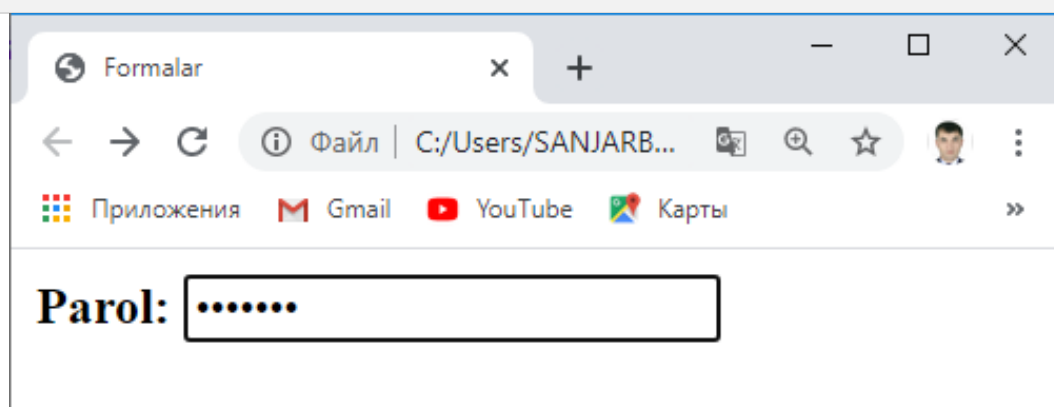 Formalar
Файл | C:/Users/SANJARB...
Приложения Gmail YouTube Карты »
Parol: •••••••